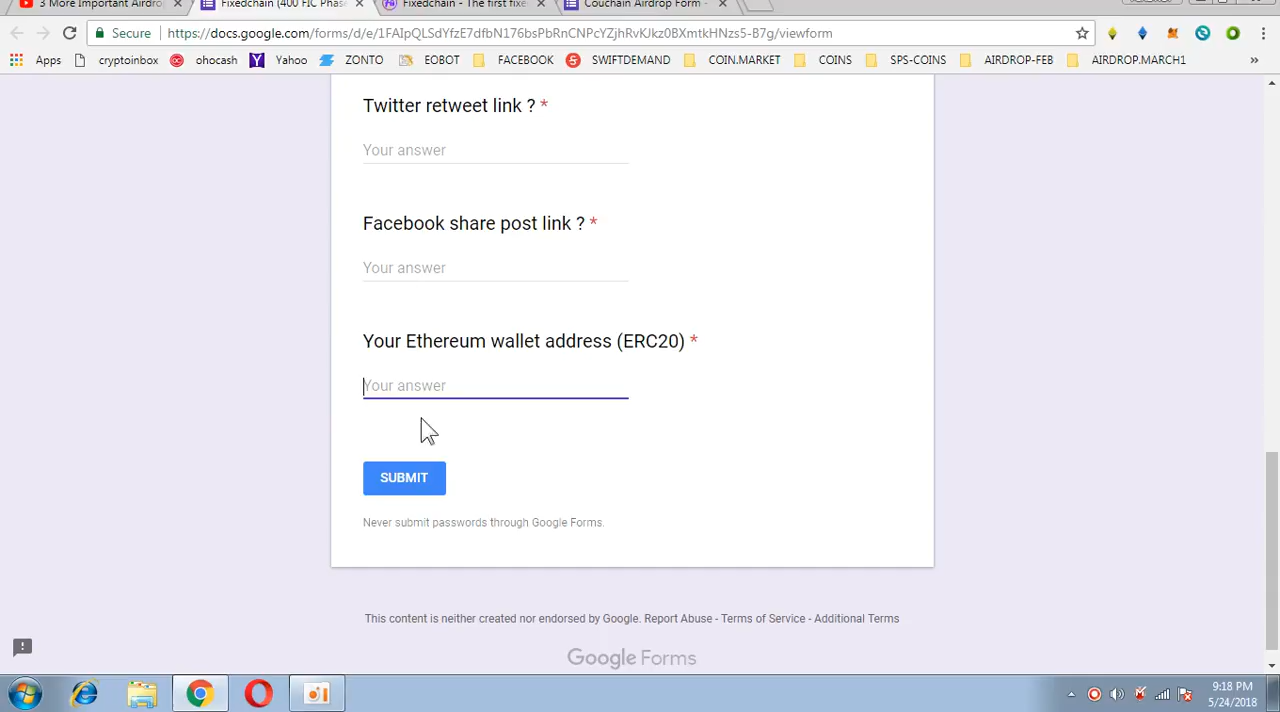 3 More Important Airdrop
Fixedchain (400 FIC Phas
Fixedchain - The first fixe
Couchain Airdrop Form -
Secure
https://docs.google.com/forms/d/e/1FAIpQLSdYfzE7dfbN176bsPbRnCNPcYZjhRvKJkz0BXmtkHNzs5-B7g/viewform
Apps
cryptoinbox
ohocash
Yahoo
ZONTO
EOBOT
FACEBOOK
SWIFTDEMAND
COIN.MARKET
COINS
SPS-COINS
AIRDROP-FEB
AIRDROP.MARCH1
»
Twitter retweet link ? *
Your answer
Facebook share post link ? *
Your answer
Your Ethereum wallet address (ERC20) *
Your answer
SUBMIT
Never submit passwords through Google Forms.
This content is neither created nor endorsed by Google. Report Abuse - Terms of Service - Additional Terms
Google Forms
9:18 PM
5/24/2018